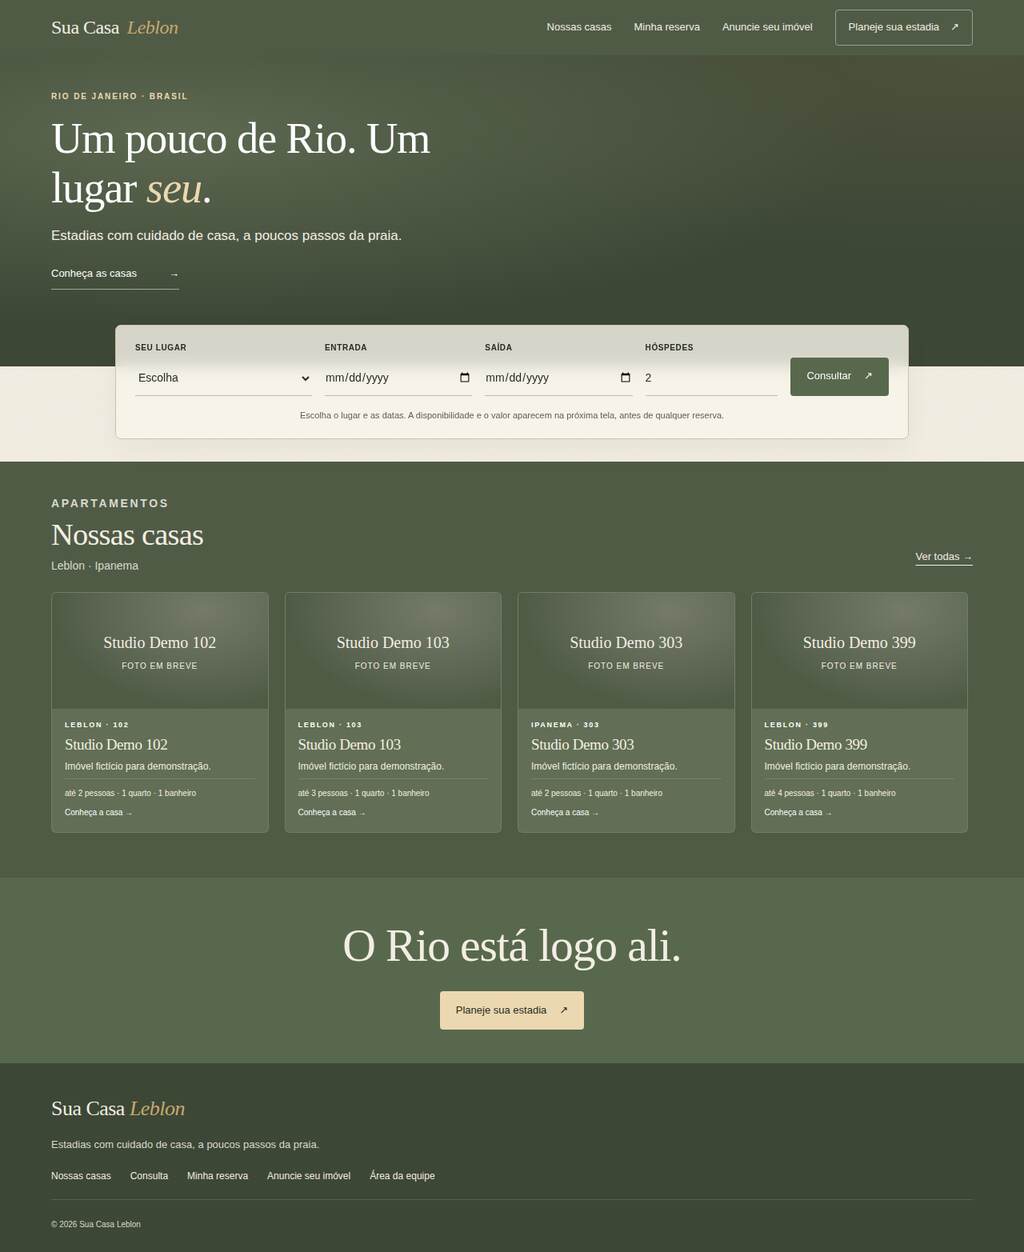 Sua Casa Leblon
Nossas casas
Minha reserva
Anuncie seu imóvel
Planeje sua estadia ↗
RIO DE JANEIRO · BRASIL
Um pouco de Rio. Um
lugar seu.
Estadias com cuidado de casa, a poucos passos da praia.
Conheça as casas →
SEU LUGAR
ENTRADA
SAÍDA
HÓSPEDES
Escolha
mm/dd/yyyy
mm/dd/yyyy
2
Consultar ↗
Escolha o lugar e as datas. A disponibilidade e o valor aparecem na próxima tela, antes de qualquer reserva.
APARTAMENTOS
Nossas casas
Leblon · Ipanema
Ver todas →
Studio Demo 102
FOTO EM BREVE
LEBLON · 102
Studio Demo 102
Imóvel fictício para demonstração.
até 2 pessoas · 1 quarto · 1 banheiro
Conheça a casa →
Studio Demo 103
FOTO EM BREVE
LEBLON · 103
Studio Demo 103
Imóvel fictício para demonstração.
até 3 pessoas · 1 quarto · 1 banheiro
Conheça a casa →
Studio Demo 303
FOTO EM BREVE
IPANEMA · 303
Studio Demo 303
Imóvel fictício para demonstração.
até 2 pessoas · 1 quarto · 1 banheiro
Conheça a casa →
Studio Demo 399
FOTO EM BREVE
LEBLON · 399
Studio Demo 399
Imóvel fictício para demonstração.
até 4 pessoas · 1 quarto · 1 banheiro
Conheça a casa →
O Rio está logo ali.
Planeje sua estadia ↗
Sua Casa Leblon
Estadias com cuidado de casa, a poucos passos da praia.
Nossas casas
Consulta
Minha reserva
Anuncie seu imóvel
Área da equipe
© 2026 Sua Casa Leblon